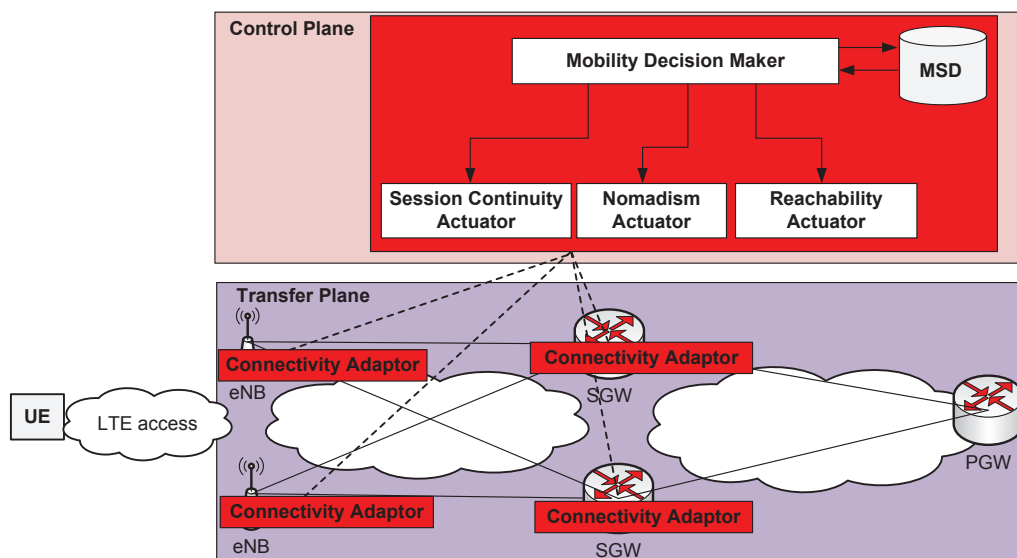 Control Plane
Mobility Decision Maker
MSD
Session Continuity
Actuator
Nomadism
Actuator
Reachability
Actuator
Transfer Plane
Connectivity Adaptor
eNB
Connectivity Adaptor
SGW
UE
LTE access
PGW
Connectivity Adaptor
eNB
Connectivity Adaptor
SGW